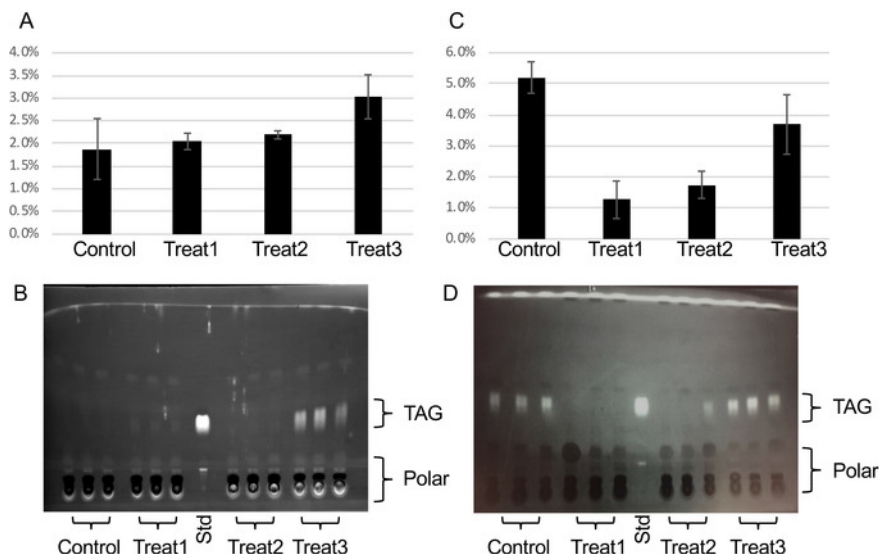 A
4.0%
3.5%
3.0%
2.5%
2.0%
1.5%
1.0%
0.5%
0.0%
Control Treat1 Treat2 Treat3
C
6.0%
5.0%
4.0%
3.0%
2.0%
1.0%
0.0%
Control Treat1 Treat2 Treat3
B
TAG
Polar
Control Treat1 Std Treat2 Treat3
D
TAG
Polar
Control Treat1 Std Treat2 Treat3